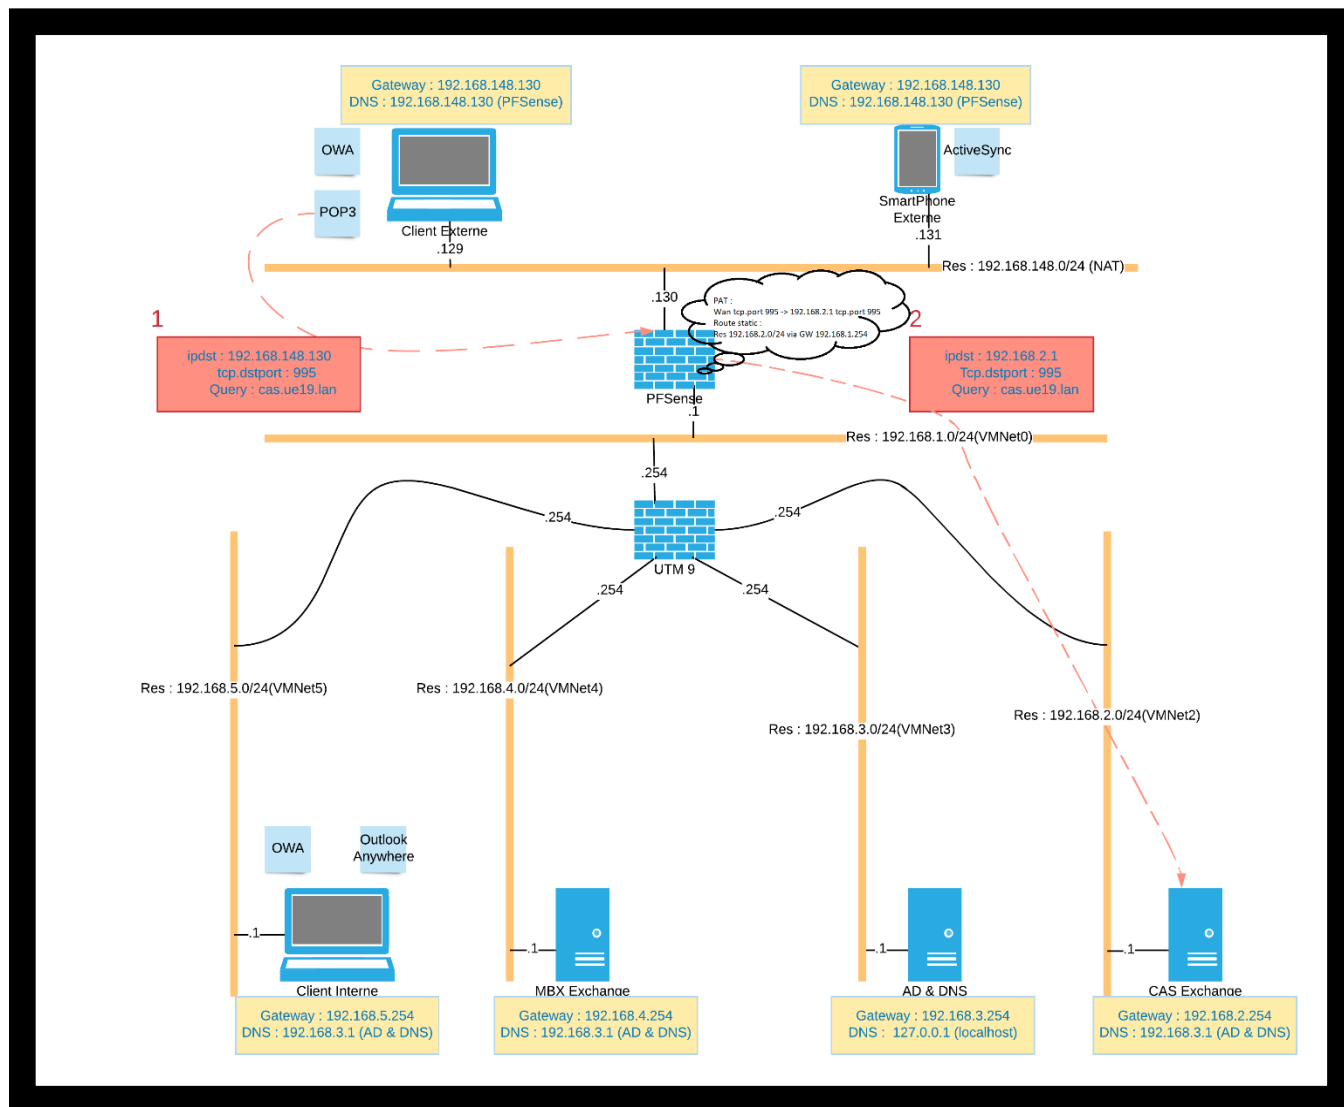 Gateway : 192.168.148.130
DNS : 192.168.148.130 (PFSense)
Gateway : 192.168.148.130
DNS : 192.168.148.130 (PFSense)
OWA
POP3
Client Externe
.129
ActiveSync
SmartPhone
Externe
.131
Res : 192.168.148.0/24 (NAT)
.130
PAT :
Wan tcp.port 995 -> 192.168.2.1 tcp.port 995
Route static :
Res 192.168.2.0/24 via GW 192.168.1.254
1
ipdst : 192.168.148.130
tcp.dstport : 995
Query : cas.ue19.lan
2
ipdst : 192.168.2.1
Tcp.dstport : 995
Query : cas.ue19.lan
PFSense
.1
Res : 192.168.1.0/24(VMNet0)
.254
.254
.254
UTM 9
.254
.254
Res : 192.168.5.0/24(VMNet5)
Res : 192.168.4.0/24(VMNet4)
Res : 192.168.3.0/24(VMNet3)
Res : 192.168.2.0/24(VMNet2)
OWA
Outlook
Anywhere
.1
.1
.1
.1
Client Interne
MBX Exchange
AD & DNS
CAS Exchange
Gateway : 192.168.5.254
DNS : 192.168.3.1 (AD & DNS)
Gateway : 192.168.4.254
DNS : 192.168.3.1 (AD & DNS)
Gateway : 192.168.3.254
DNS : 127.0.0.1 (localhost)
Gateway : 192.168.2.254
DNS : 192.168.3.1 (AD & DNS)